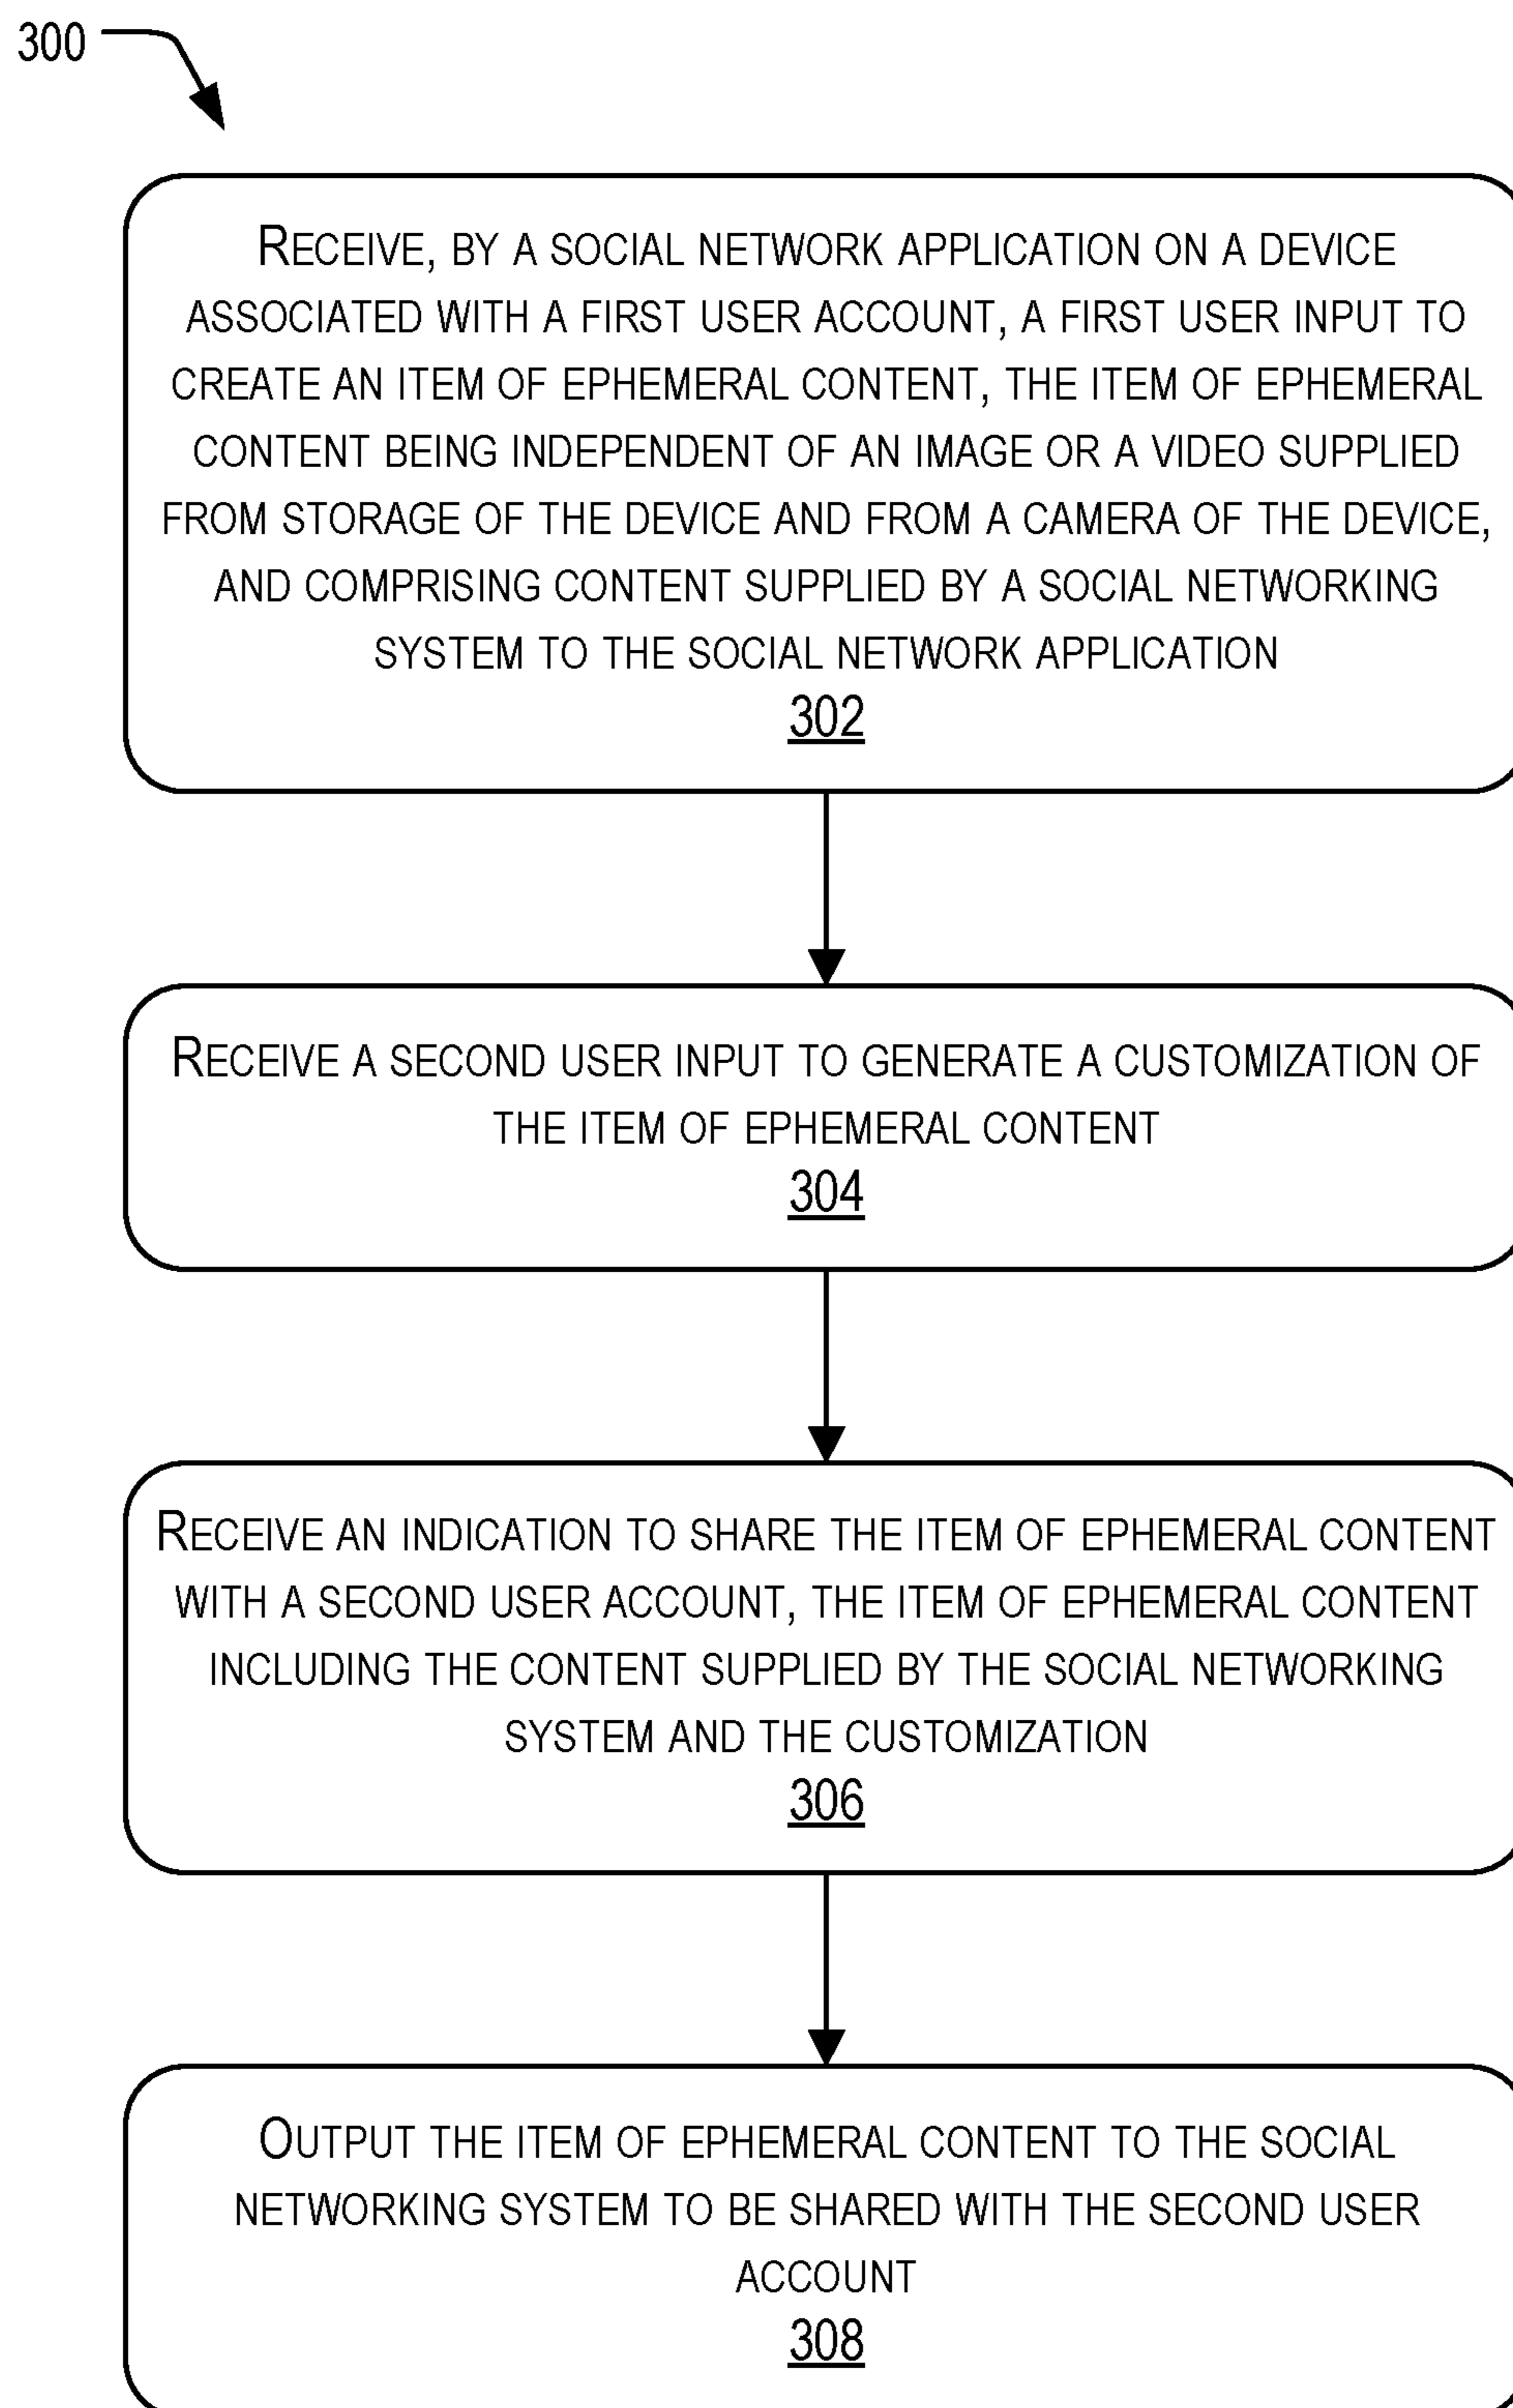 300
RECEIVE, BY A SOCIAL NETWORK APPLICATION ON A DEVICE
ASSOCIATED WITH A FIRST USER ACCOUNT, A FIRST USER INPUT TO
CREATE AN ITEM OF EPHEMERAL CONTENT, THE ITEM OF EPHEMERAL
CONTENT BEING INDEPENDENT OF AN IMAGE OR A VIDEO SUPPLIED
FROM STORAGE OF THE DEVICE AND FROM A CAMERA OF THE DEVICE,
AND COMPRISING CONTENT SUPPLIED BY A SOCIAL NETWORKING
SYSTEM TO THE SOCIAL NETWORK APPLICATION
302
RECEIVE A SECOND USER INPUT TO GENERATE A CUSTOMIZATION OF
THE ITEM OF EPHEMERAL CONTENT
304
RECEIVE AN INDICATION TO SHARE THE ITEM OF EPHEMERAL CONTENT
WITH A SECOND USER ACCOUNT, THE ITEM OF EPHEMERAL CONTENT
INCLUDING THE CONTENT SUPPLIED BY THE SOCIAL NETWORKING
SYSTEM AND THE CUSTOMIZATION
306
OUTPUT THE ITEM OF EPHEMERAL CONTENT TO THE SOCIAL
NETWORKING SYSTEM TO BE SHARED WITH THE SECOND USER
ACCOUNT
308